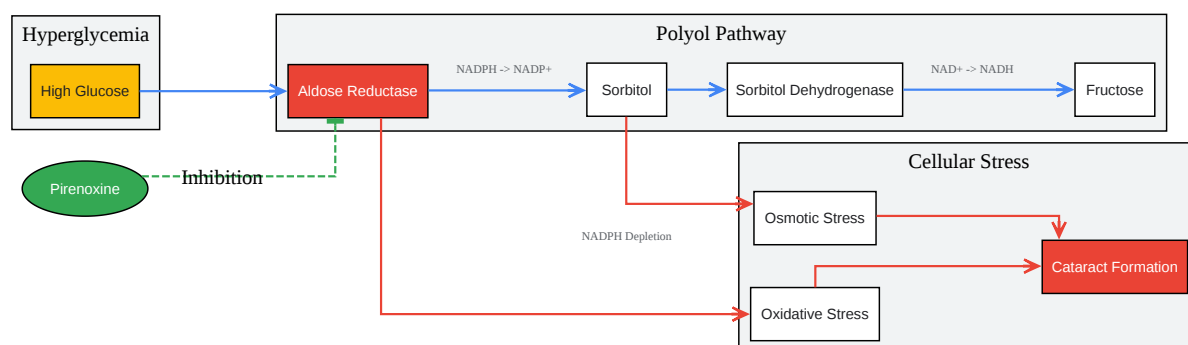 Hyperglycemia
High Glucose
Polyol Pathway
Aldose Reductase
NADPH -> NADP+
Sorbitol
Sorbitol Dehydrogenase
NAD+ -> NADH
Fructose
Pirenoxine
Inhibition
NADPH Depletion
Cellular Stress
Osmotic Stress
Cataract Formation
Oxidative Stress